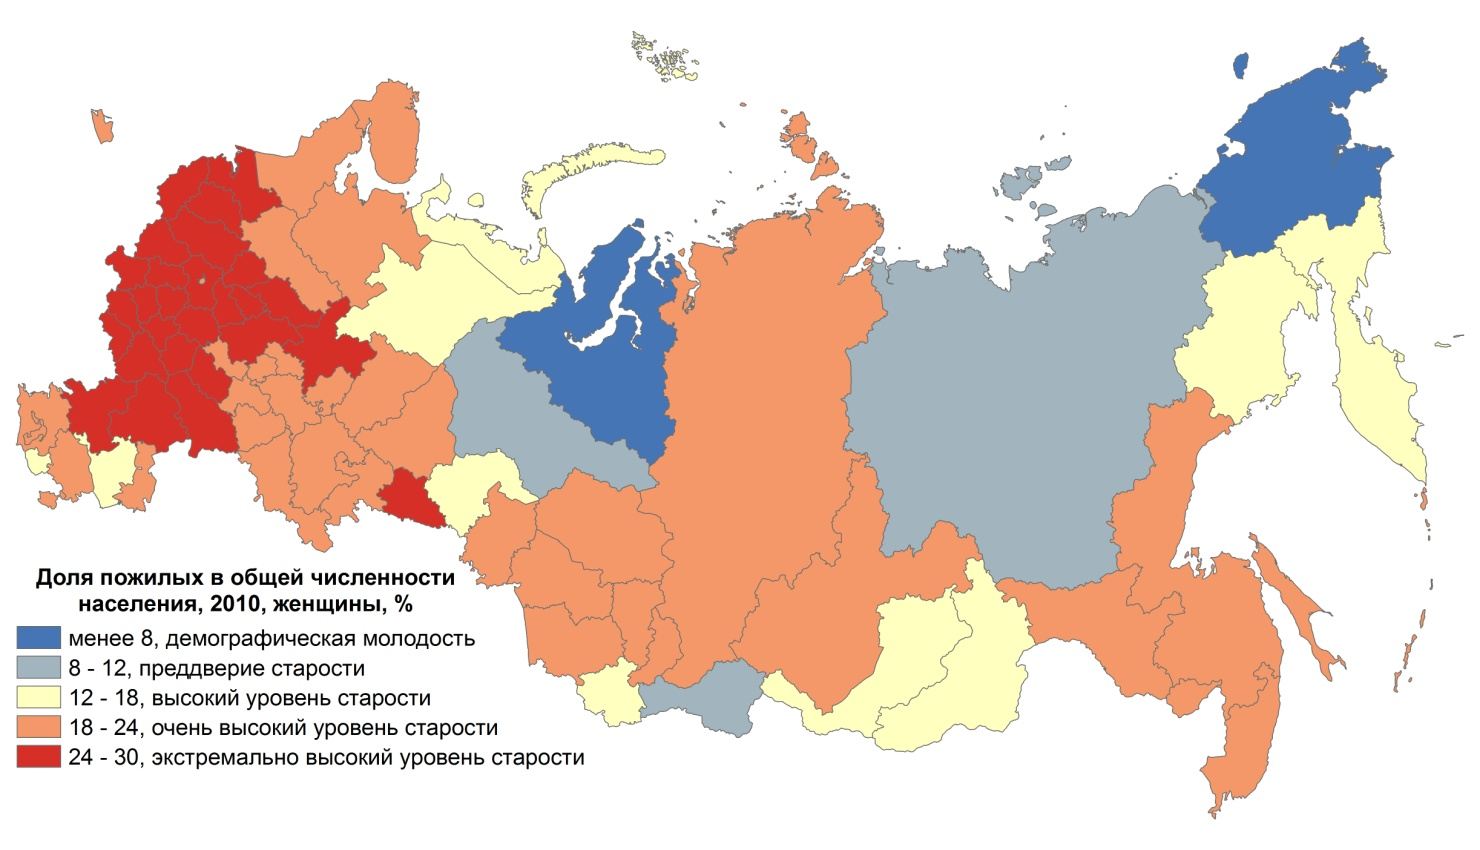 Доля пожилых в общей численности
населения, 2010, женщины, %
менее 8, демографическая молодость
8 - 12, преддверие старости
12 - 18, высокий уровень старости
18 - 24, очень высокий уровень старости
24 - 30, экстремально высокий уровень старости